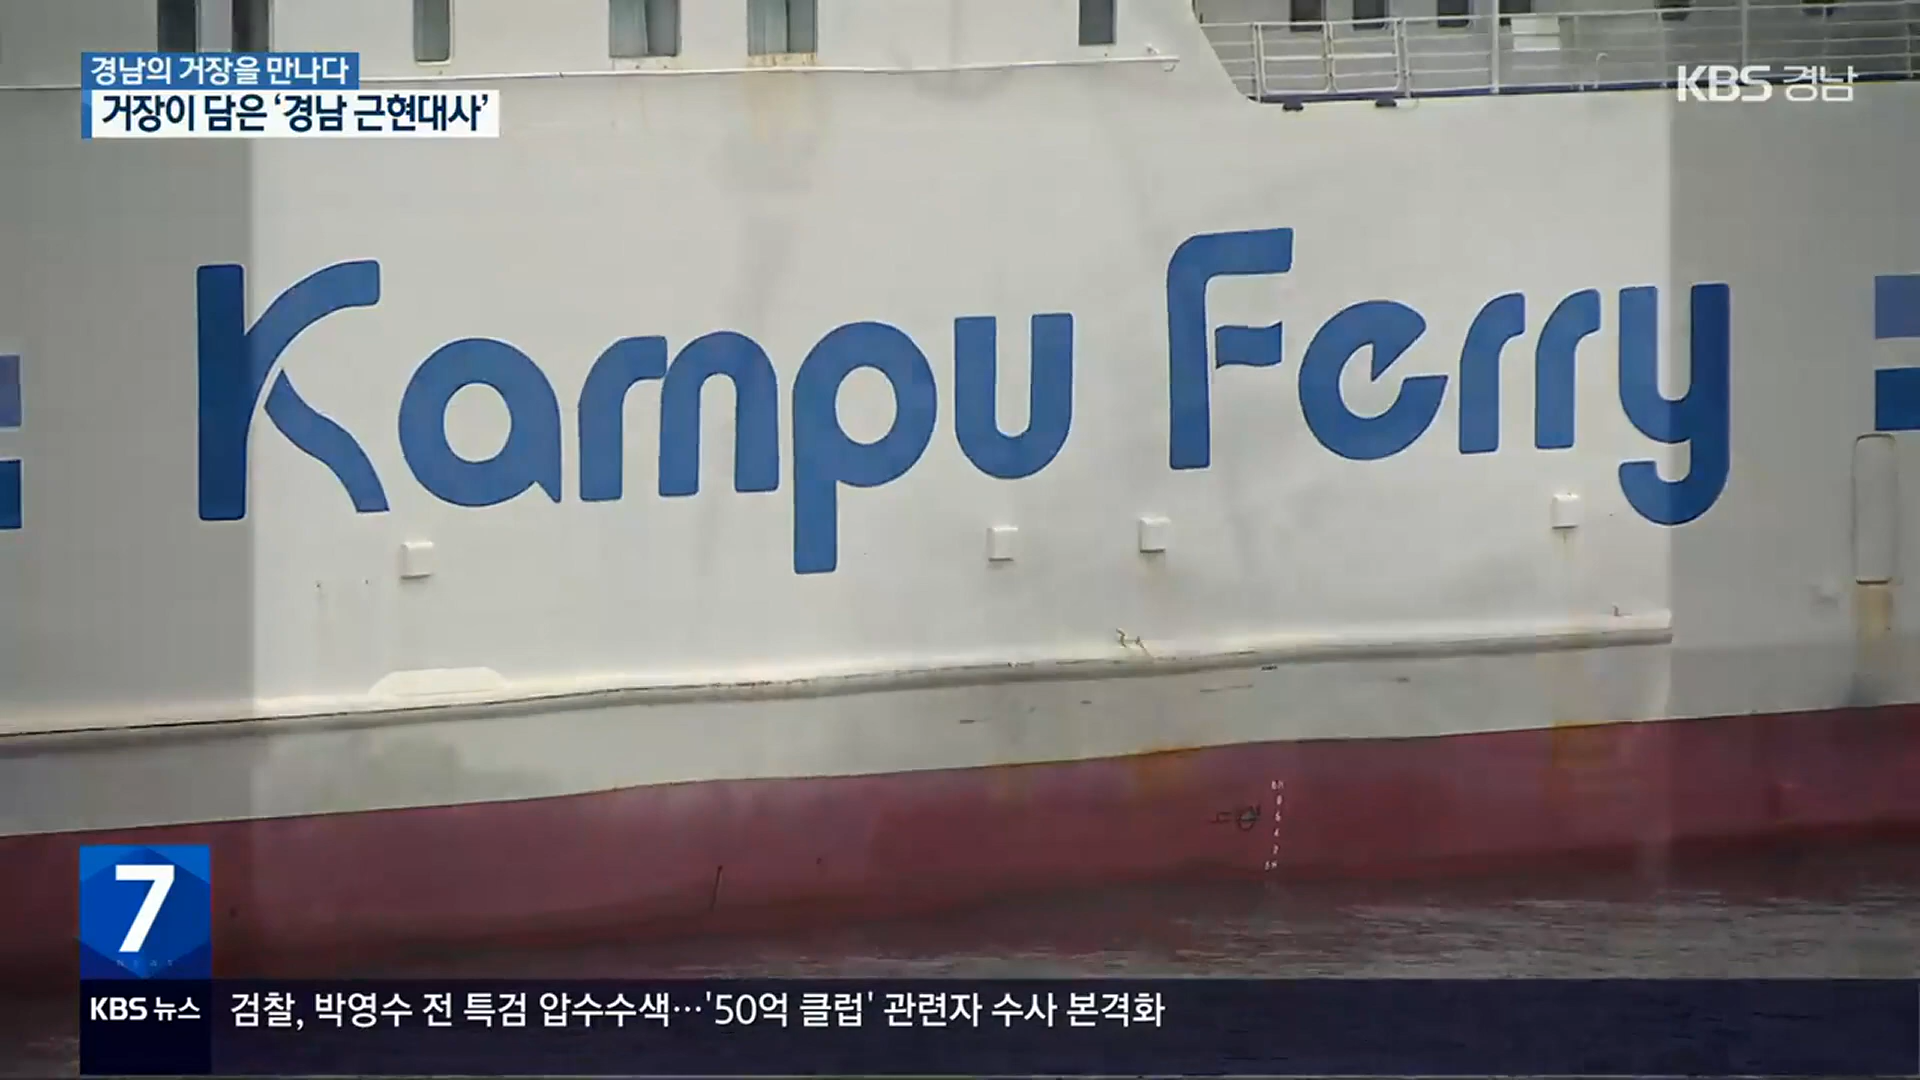 경남의 거장을 만나다
거장이 담은 '경남 근현대사'
KBS 경남
Kampu Ferry
7
NEWS
KBS 뉴스
검찰, 박영수 전 특검 압수수색…'50억 클럽' 관련자 수사 본격화